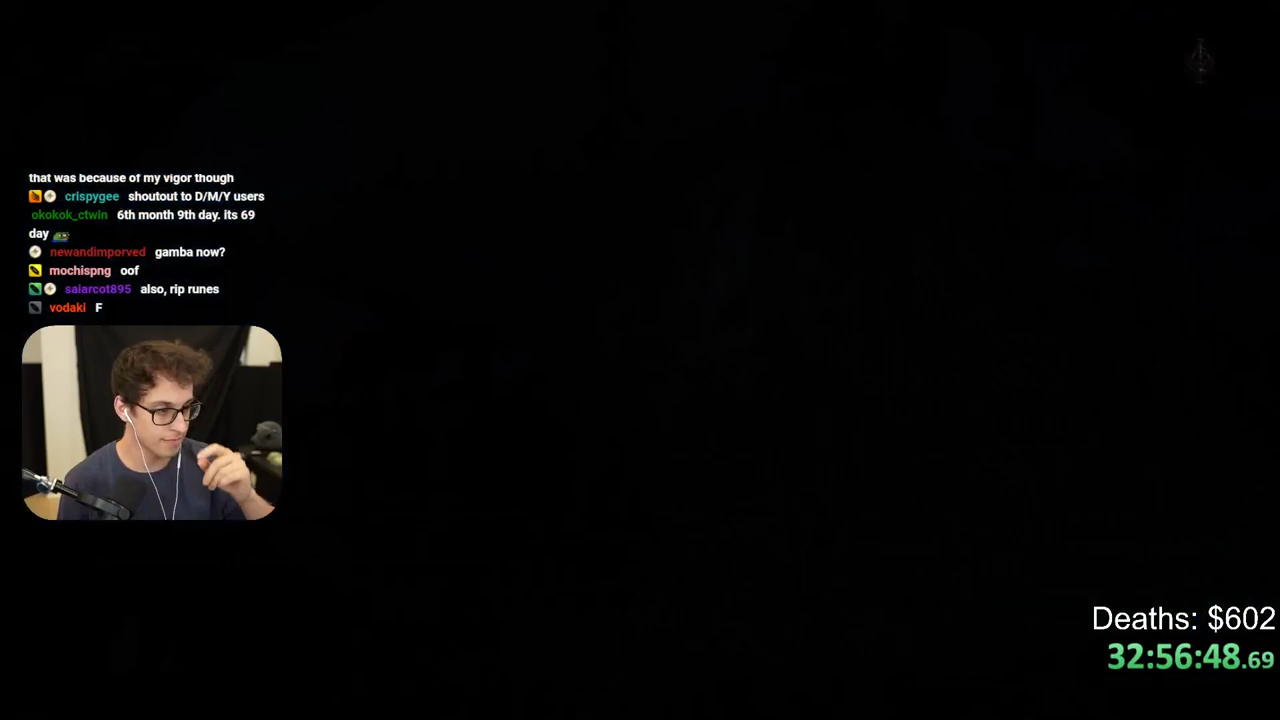 that was because of my vigor though
crispygee shoutout to D/M/Y users
okokok_ctwin 6th month 9th day. its 69
day
newandimporved gamba now?
mochispng oof
saiarcot895 also, rip runes
vodaki F
Deaths: $602
32:56:48.69